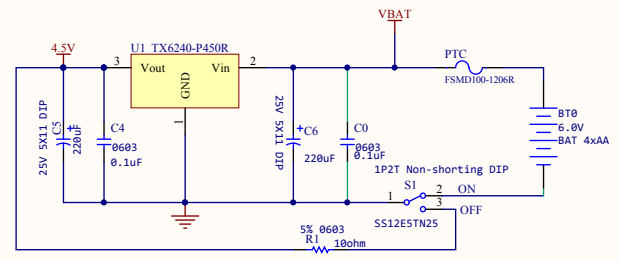 VBAT
4.5V
U1 TX6240-P450R
3
Vout
Vin
2
GND
1
PTC
FSMD100-1206R
25V 5X11 DIP
C5
+
220uF
C4
0603
0.1uF
25V 5X11 DIP
+
C6
220uF
C0
0603
0.1uF
BT0
6.0V
BAT 4xAA
1P2T Non-shorting DIP
S1
1
2
ON
3
OFF
SS12E5TN25
5% 0603
R1
10ohm